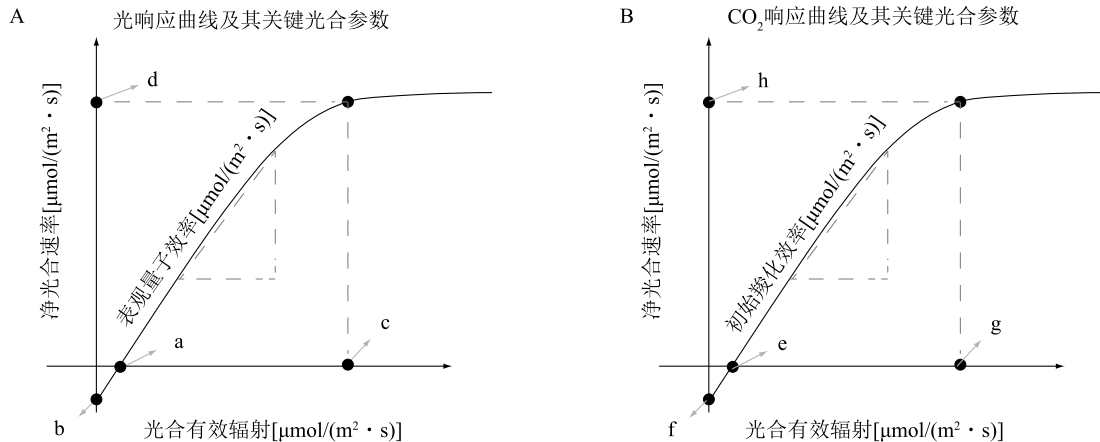 A
光响应曲线及其关键光合参数
d
净光合速率[μmol/(m²·s)]
表观量子效率[μmol/(m²·s)]
a
c
b
光合有效辐射[μmol/(m²·s)]
B
CO₂响应曲线及其关键光合参数
h
净光合速率[μmol/(m²·s)]
初始羧化效率[μmol/(m²·s)]
e
g
f
光合有效辐射[μmol/(m²·s)]